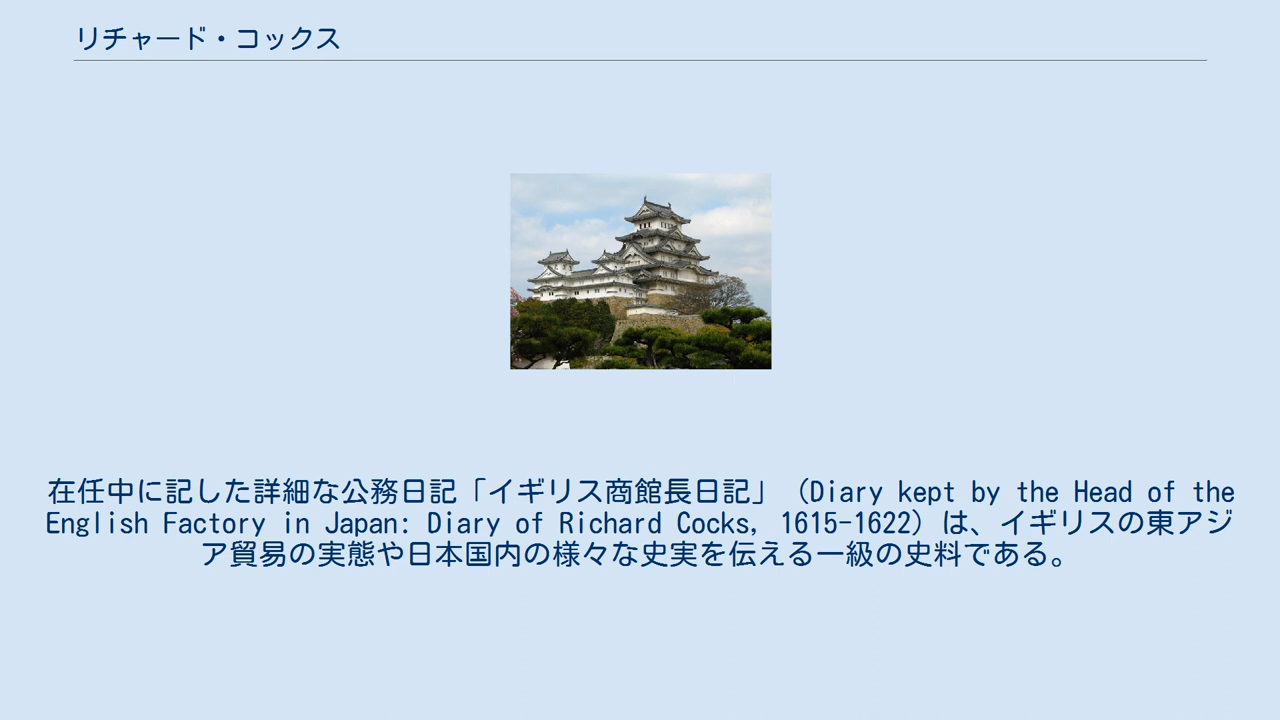 リチャード・コックス
在任中に記した詳細な公務日記「イギリス商館長日記」（Diary kept by the Head of the
English Factory in Japan: Diary of Richard Cocks, 1615-1622）は、イギリスの東アジ
ア貿易の実態や日本国内の様々な史実を伝える一級の史料である。